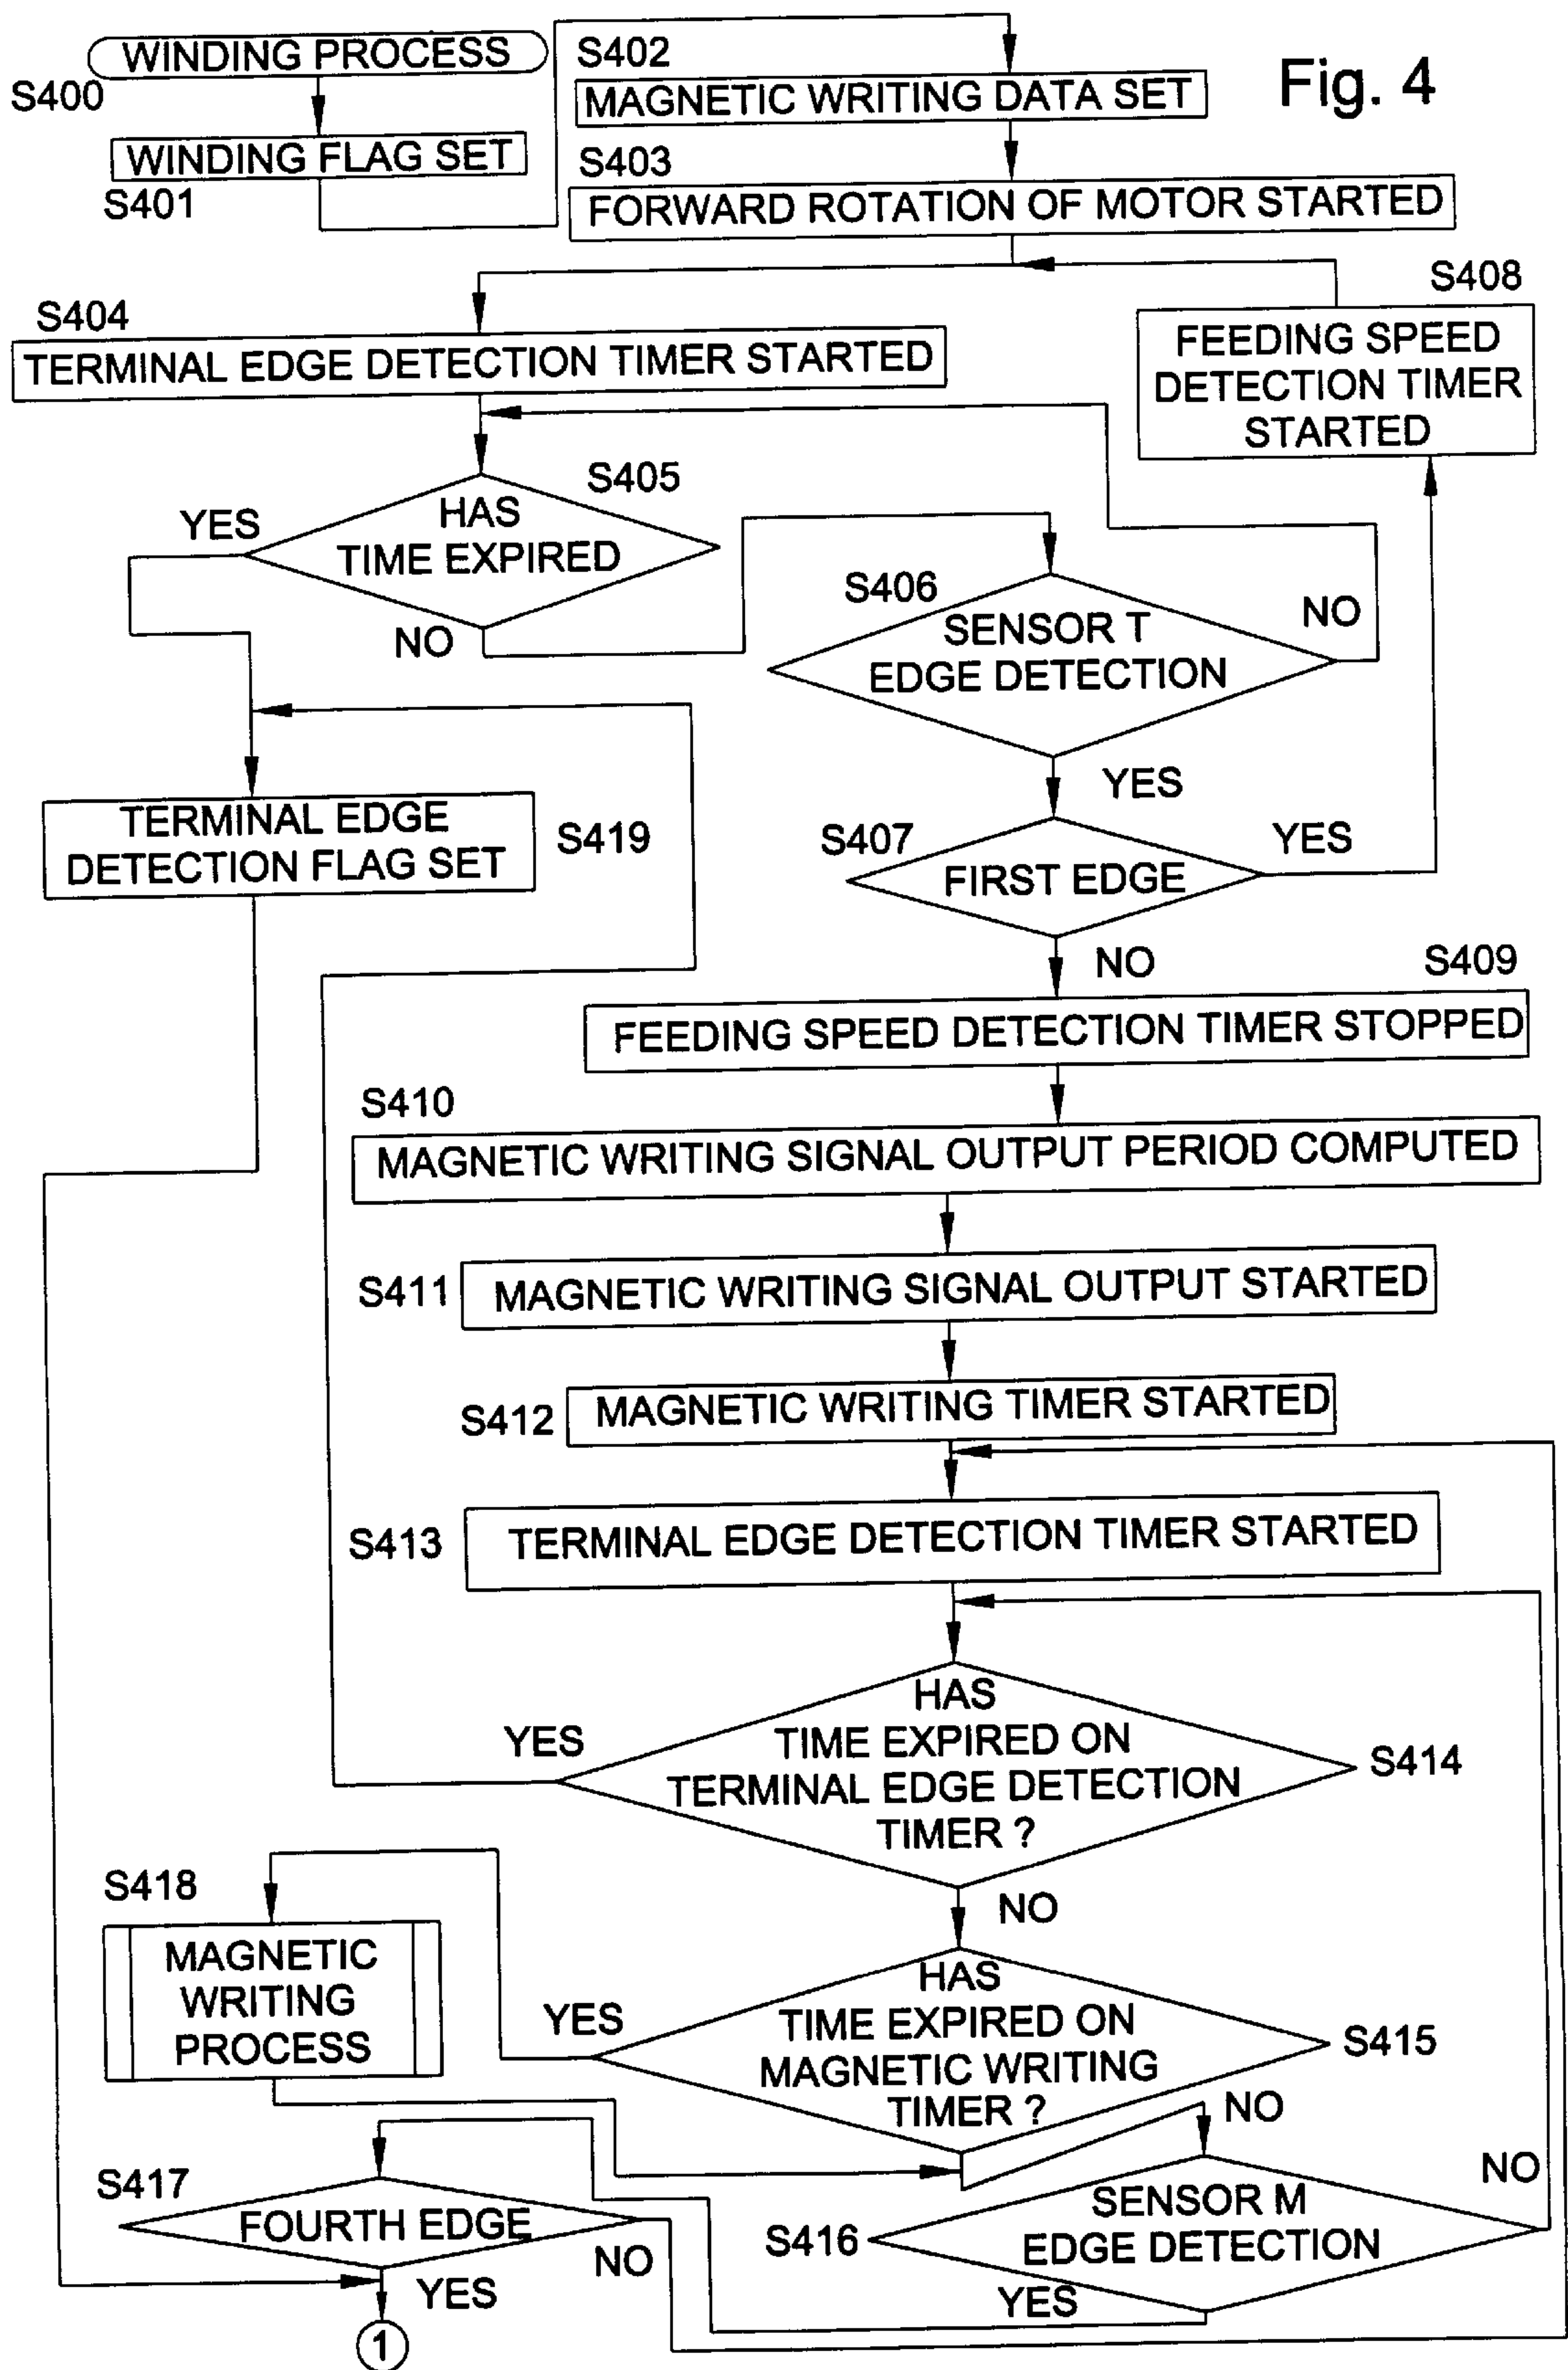 WINDING PROCESS
S400
WINDING FLAG SET
S401
S402
MAGNETIC WRITING DATA SET
Fig. 4
S403
FORWARD ROTATION OF MOTOR STARTED
S408
FEEDING SPEED
DETECTION TIMER
STARTED
S404
TERMINAL EDGE DETECTION TIMER STARTED
S405
YES
HAS
TIME EXPIRED
NO
S406
SENSOR T
EDGE DETECTION
NO
YES
TERMINAL EDGE
DETECTION FLAG SET
S419
S407
FIRST EDGE
YES
NO
S409
FEEDING SPEED DETECTION TIMER STOPPED
S410
MAGNETIC WRITING SIGNAL OUTPUT PERIOD COMPUTED
S411
MAGNETIC WRITING SIGNAL OUTPUT STARTED
S412
MAGNETIC WRITING TIMER STARTED
S413
TERMINAL EDGE DETECTION TIMER STARTED
YES
HAS
TIME EXPIRED ON
TERMINAL EDGE DETECTION
TIMER ?
S414
NO
S418
MAGNETIC
WRITING
PROCESS
YES
HAS
TIME EXPIRED ON
MAGNETIC WRITING
TIMER ?
S415
NO
S417
FOURTH EDGE
NO
YES
S416
SENSOR M
EDGE DETECTION
NO
YES
1